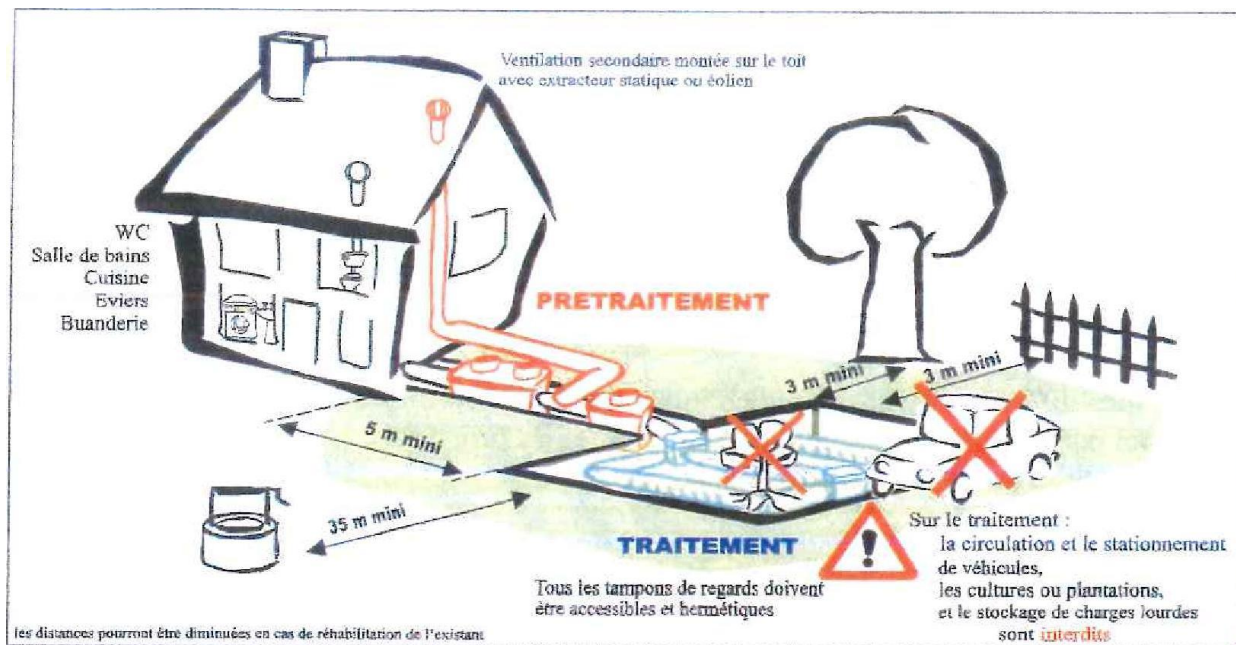 Ventilation secondaire montée sur le toit
avec extracteur statique ou éolien
WC
Salle de bains
Cuisine
Eviers
Buanderie
PRETRAITEMENT
3 m mini
3 m mini
5 m mini
35 m mini
TRAITEMENT
Tous les tampons de regards doivent
être accessibles et hermétiques
Sur le traitement :
la circulation et le stationnement
de véhicules,
les cultures ou plantations,
et le stockage de charges lourdes
sont interdits
les distances pourront être diminuées en cas de réhabilitation de l'existant